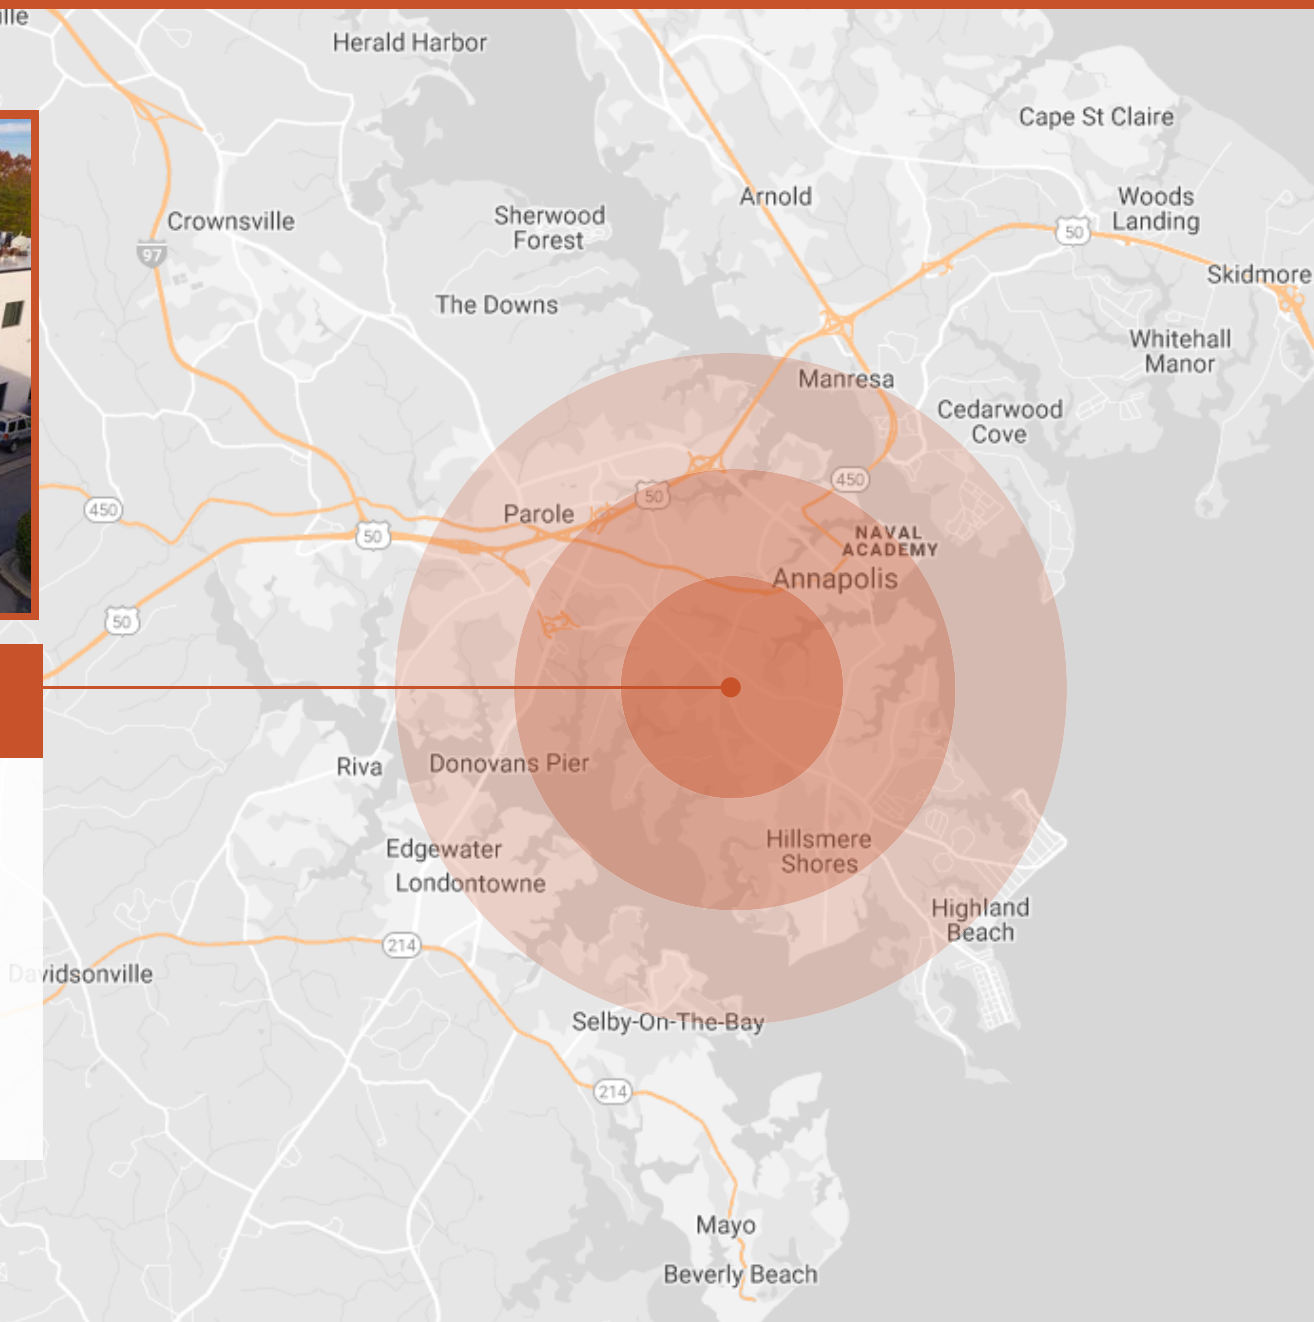 Herald Harbor
Cape St Claire
Arnold
Woods
Landing
Crownsville
Sherwood
Forest
50
97
Skidmore
The Downs
Whitehall
Manor
Manresa
Cedarwood
Cove
450
50
450
Parole
50
NAVAL
ACADEMY
Annapolis
50
Riva
Donovans Pier
Edgewater
Hillsmere
Shores
Londontowne
Highland
Beach
214
Davidsonville
Selby-On-The-Bay
214
Mayo
Beverly Beach